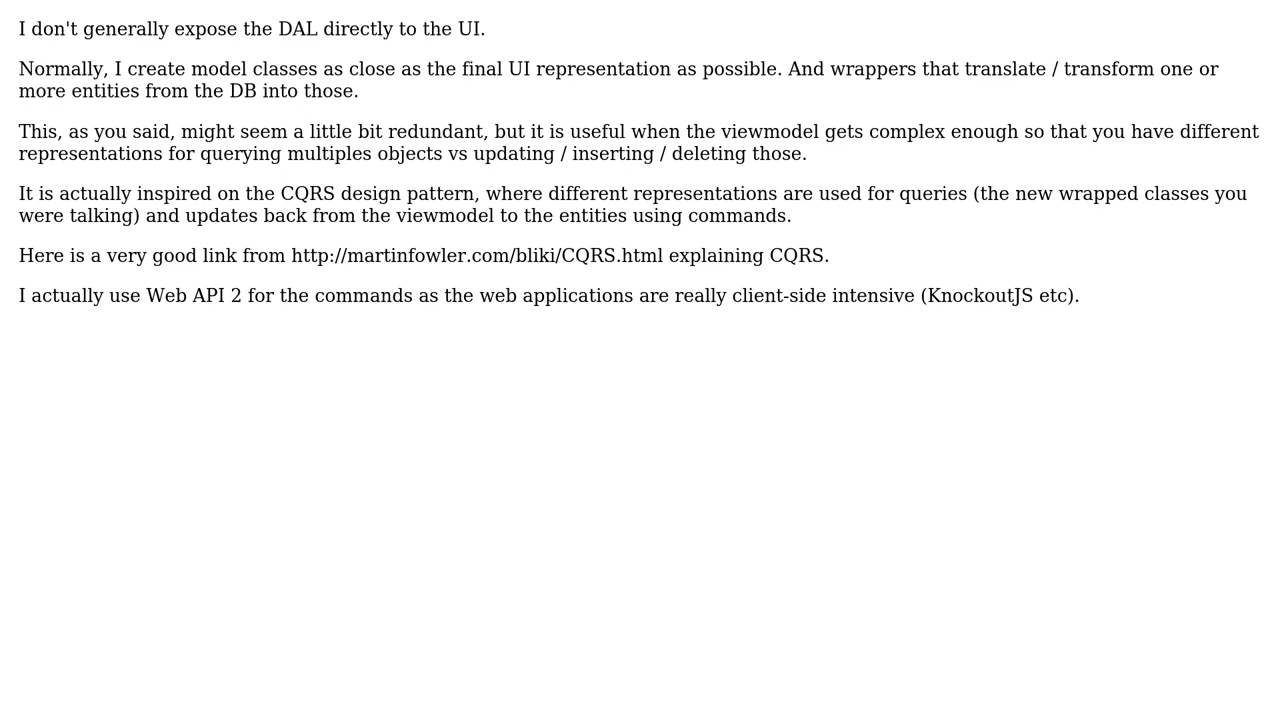 I don't generally expose the DAL directly to the UI.
Normally, I create model classes as close as the final UI representation as possible. And wrappers that translate / transform one or
more entities from the DB into those.
This, as you said, might seem a little bit redundant, but it is useful when the viewmodel gets complex enough so that you have different
representations for querying multiples objects vs updating / inserting / deleting those.
It is actually inspired on the CQRS design pattern, where different representations are used for queries (the new wrapped classes you
were talking) and updates back from the viewmodel to the entities using commands.
Here is a very good link from http://martinfowler.com/bliki/CQRS.html explaining CQRS.
I actually use Web API 2 for the commands as the web applications are really client-side intensive (KnockoutJS etc).